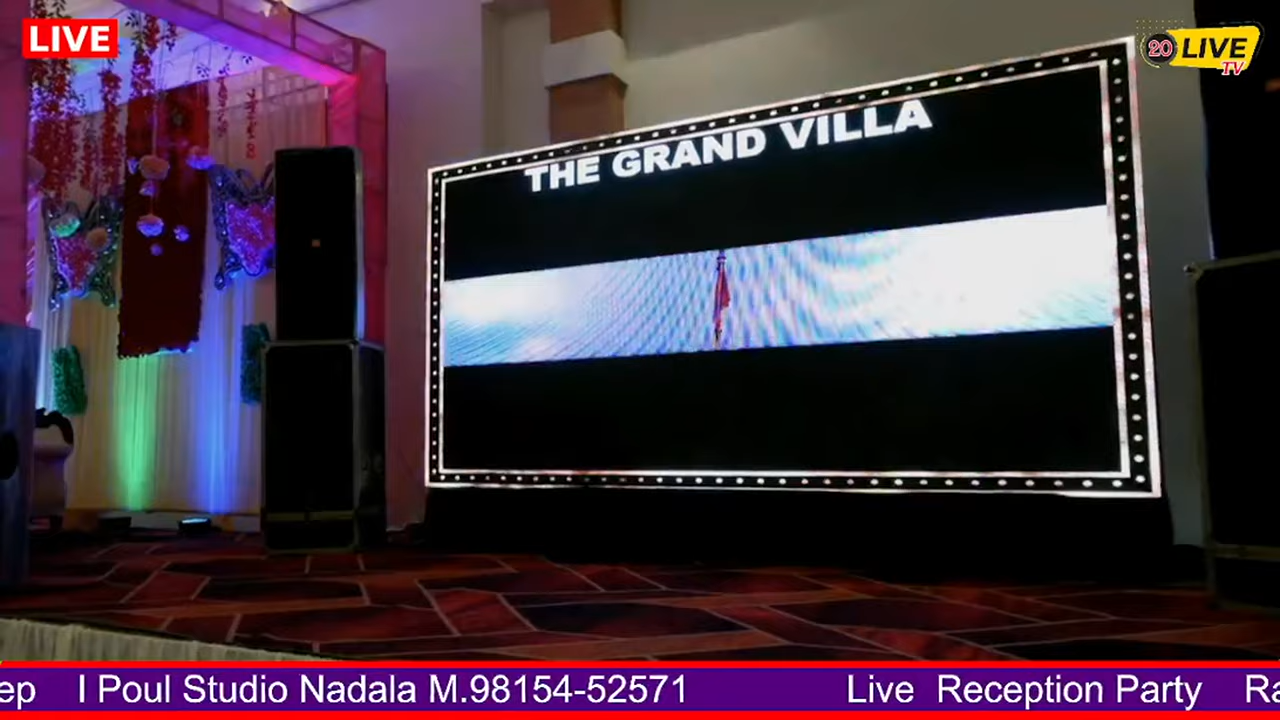 LIVE
20 LIVE
TV
THE GRAND VILLA
ep I Poul Studio Nadala M.98154-52571 Live Reception Party Ra